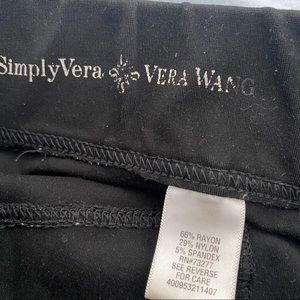 SimplyVera VERA WANG
66% RAYON
29% NYLON
5% SPANDEX
RN#73277
SEE REVERSE
FOR CARE
400953211407